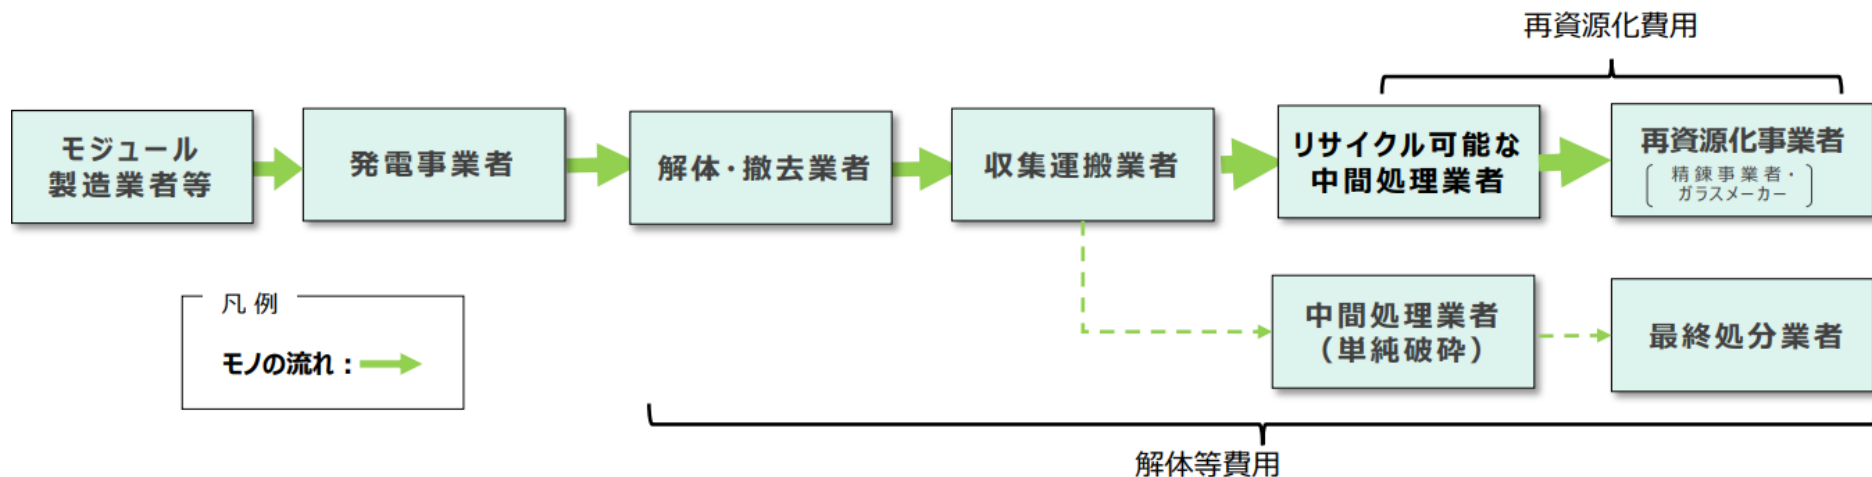 再資源化費用
モジュール
製造業者等
発電事業者
解体・撤去業者
収集運搬業者
リサイクル可能な
中間処理業者
再資源化事業者
精錬事業者・
ガラスメーカー
凡例
モノの流れ：
中間処理業者
（単純破砕）
最終処分業者
解体等費用